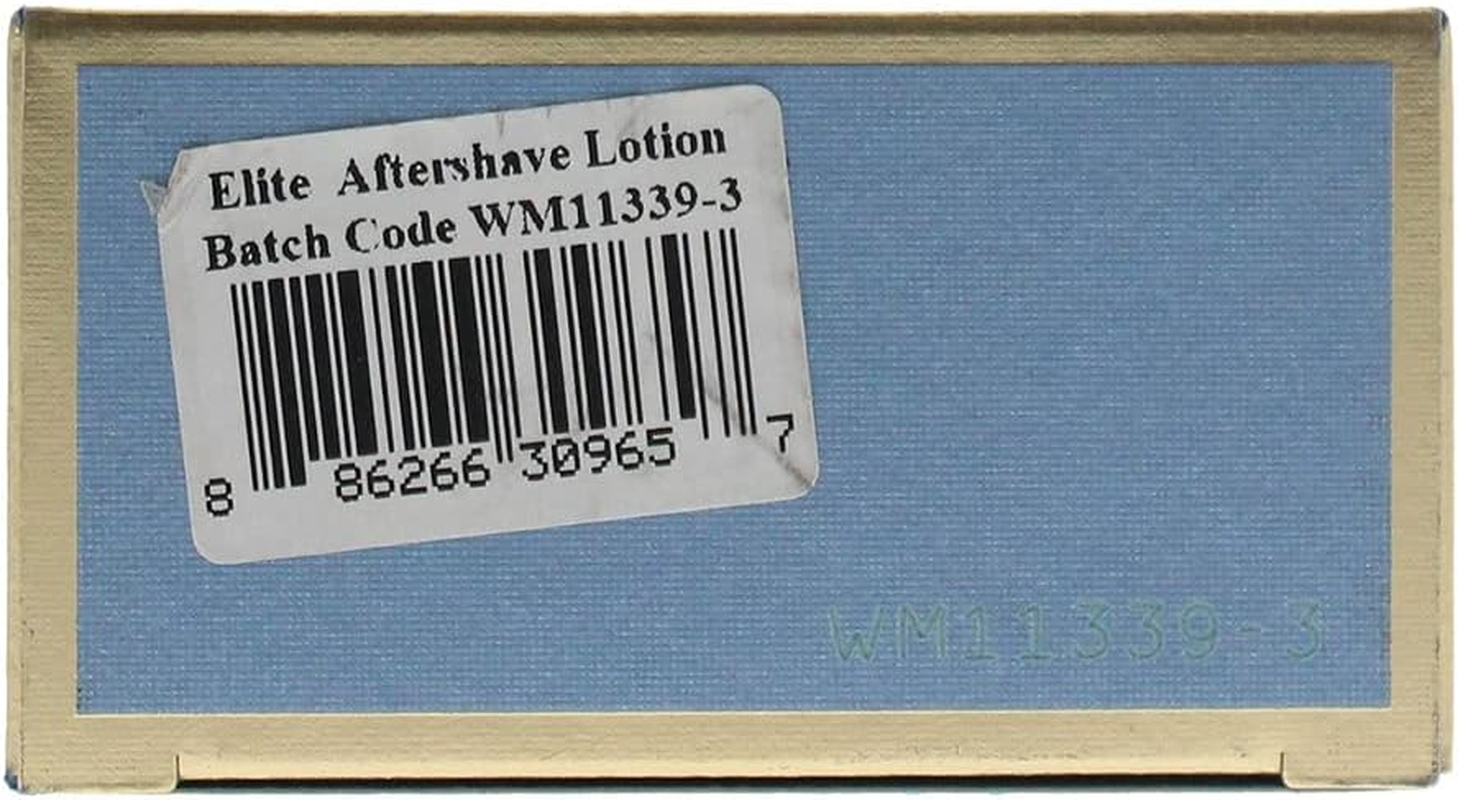 Elite Aftershave Lotion
Batch Code WM11339-3
8 86266 30965 7
WM11339-3